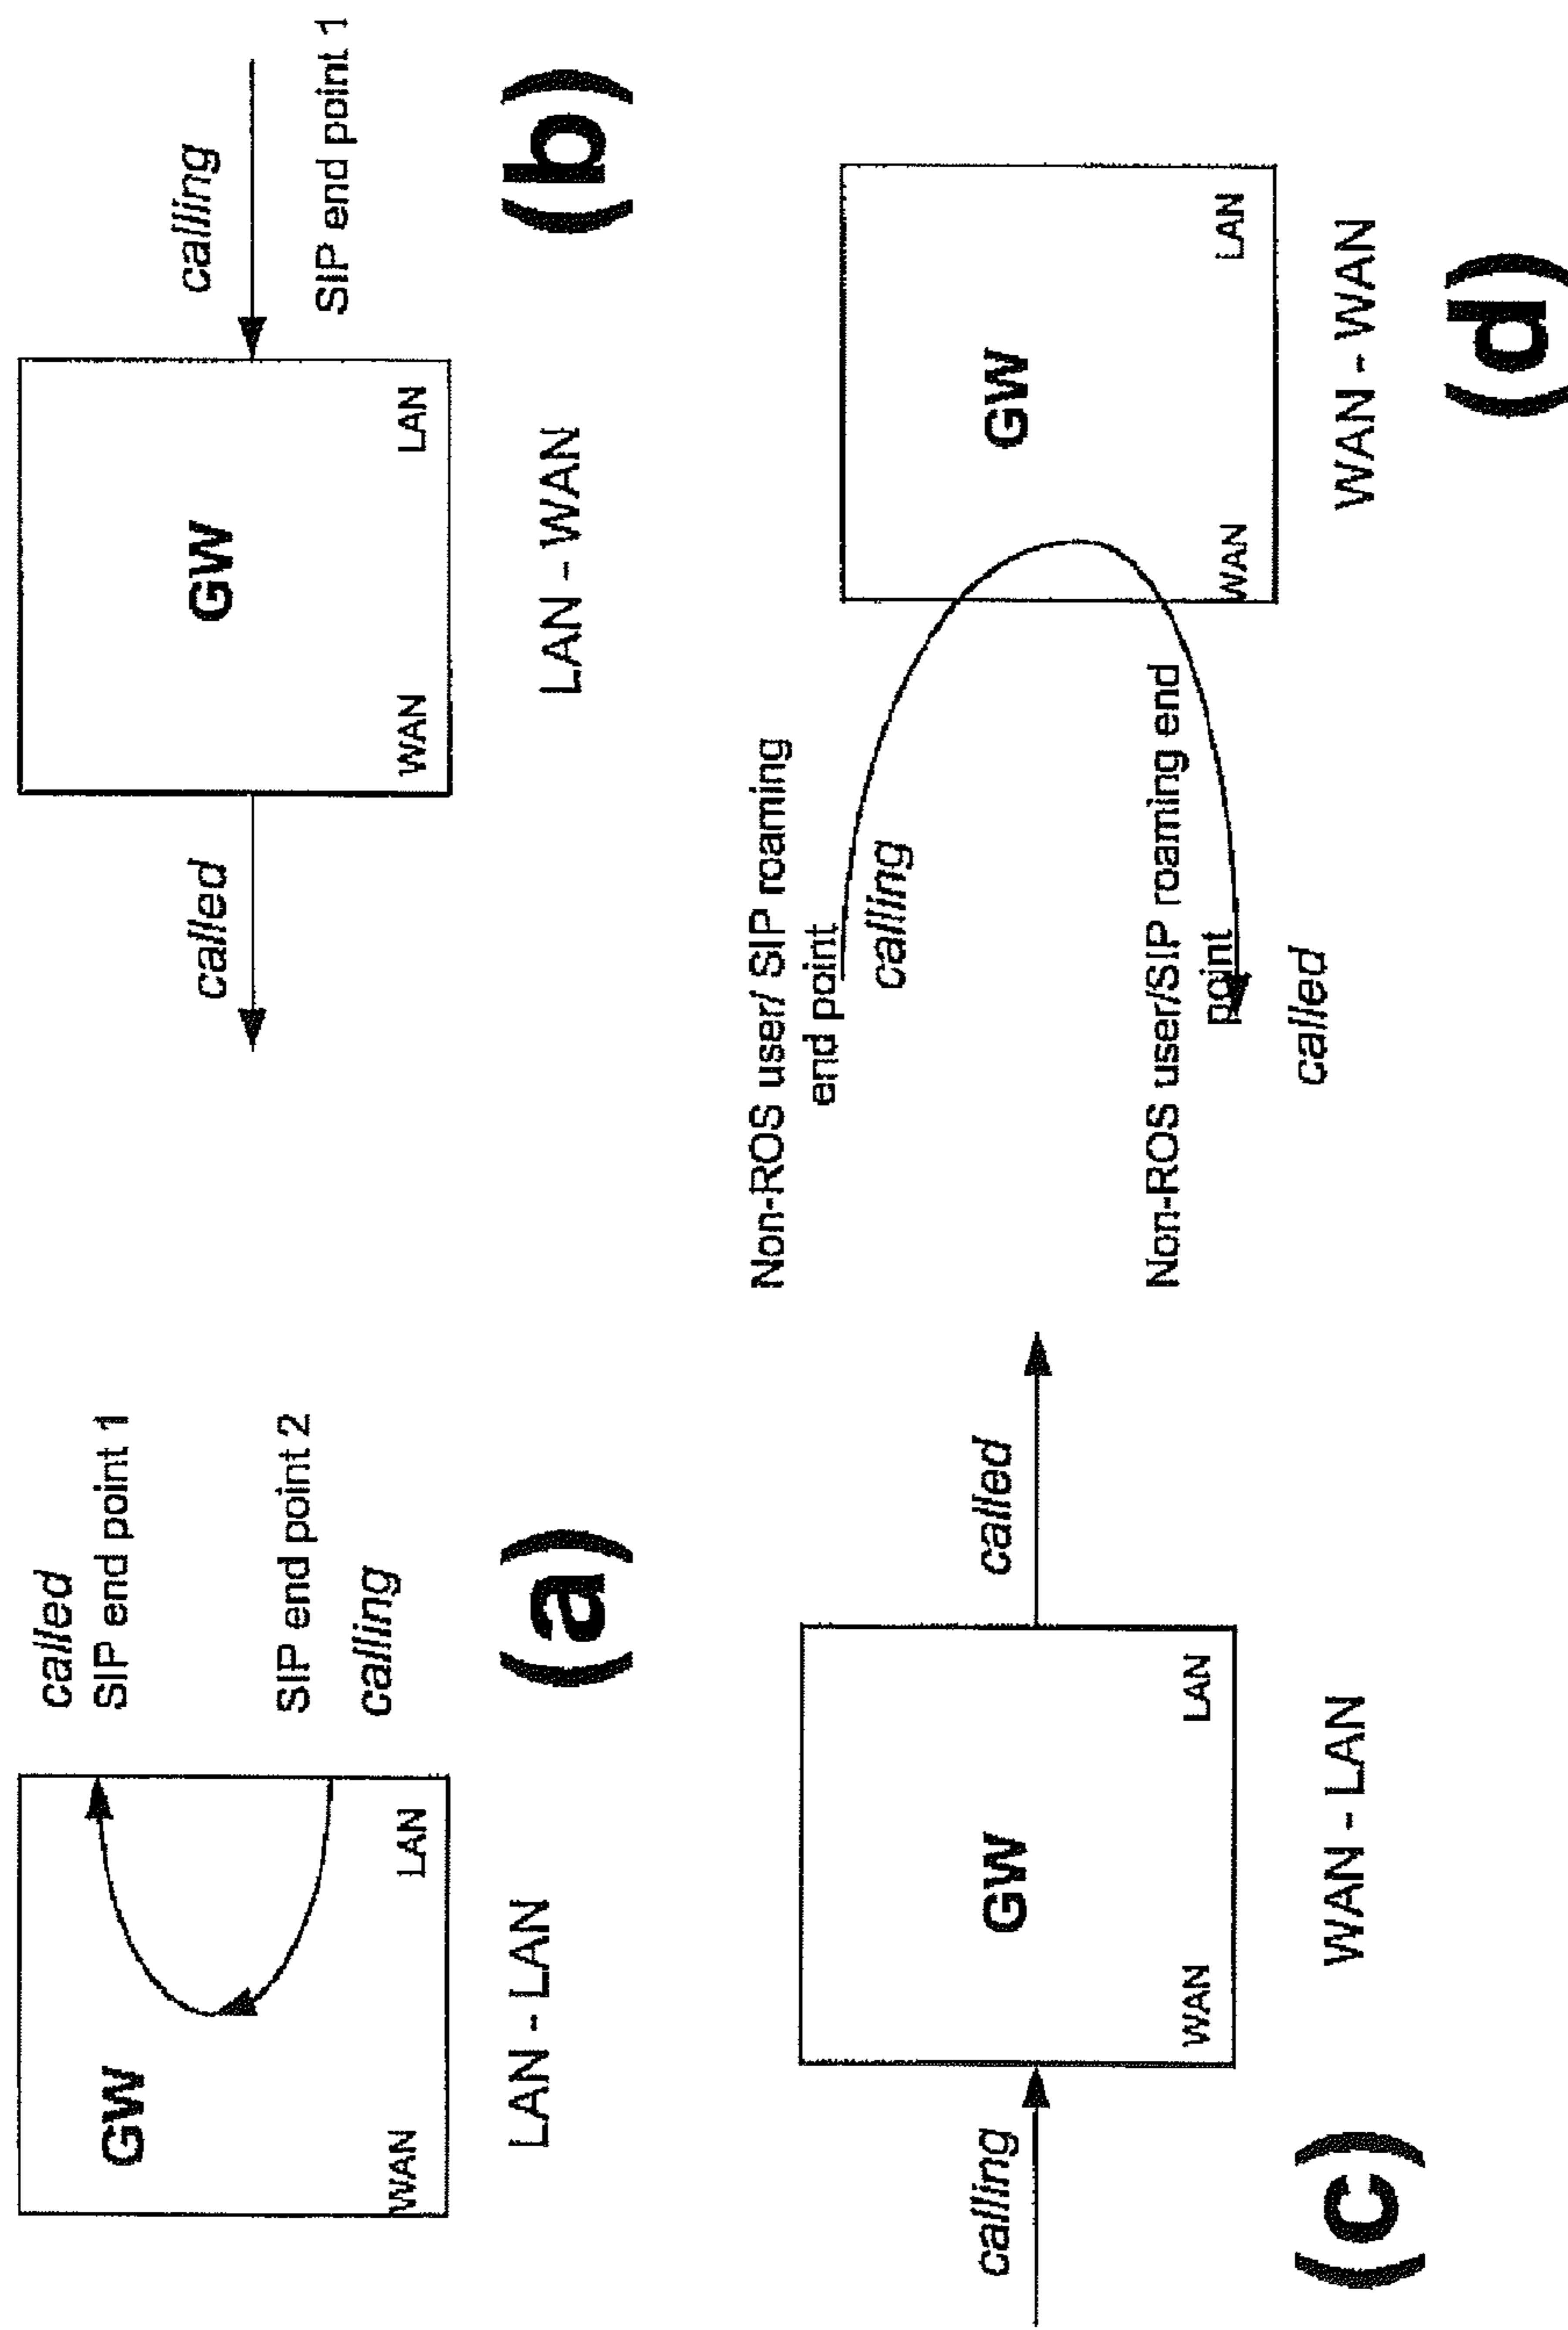 called
SIP end point 1
GW
SIP end point 2
calling
WAN
LAN
LAN - LAN
(a)
calling
GW
called
SIP end point 1
WAN
LAN
LAN - WAN
(b)
calling
GW
called
WAN
LAN
WAN - LAN
(c)
Non-ROS user/ SIP roaming
end point
calling
GW
Non-ROS user/SIP roaming end
point
WAN
LAN
called
WAN - WAN
(d)